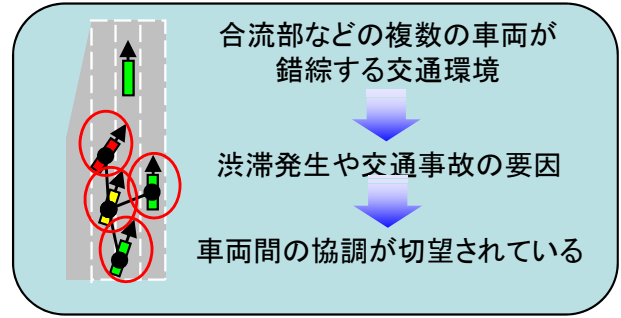 合流部などの複数の車両が
錯綜する交通環境
渋滞発生や交通事故の要因
車両間の協調が切望されている